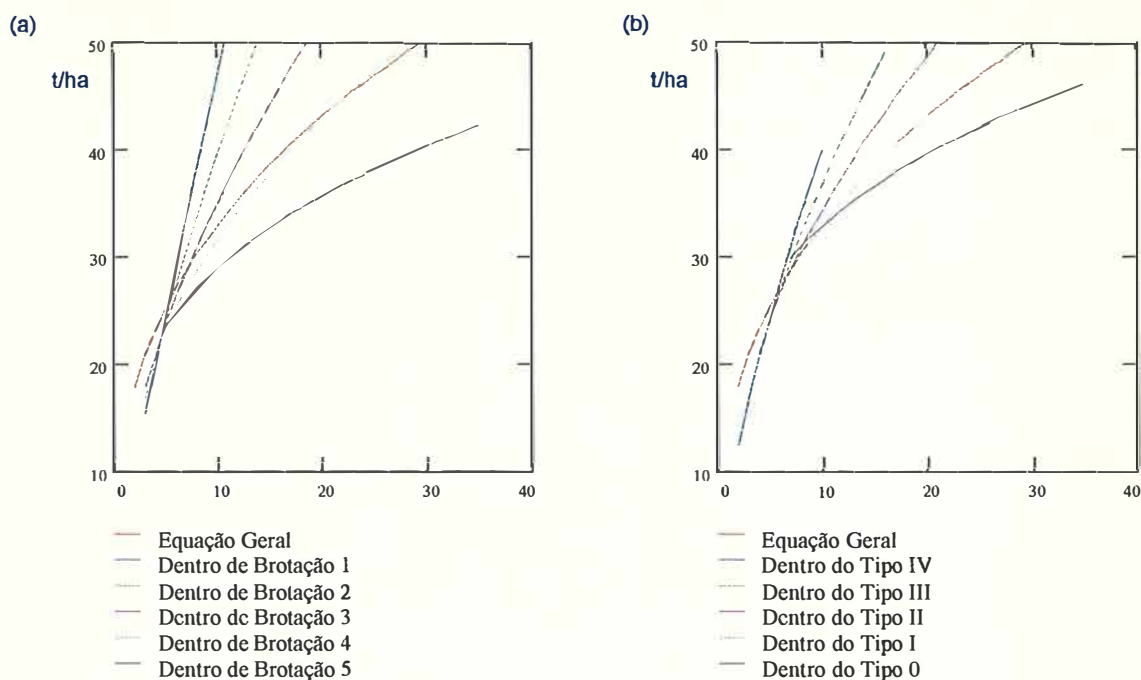 (a)
50
t/ha
40
30
20
10
0
10
20
30
40
Equação Geral
Dentro de Brotação 1
Dentro de Brotação 2
Dentro de Brotação 3
Dentro de Brotação 4
Dentro de Brotação 5
(b)
50
t/ha
40
30
20
10
0
10
20
30
40
Equação Geral
Dentro do Tipo IV
Dentro do Tipo III
Dentro do Tipo II
Dentro do Tipo I
Dentro do Tipo 0